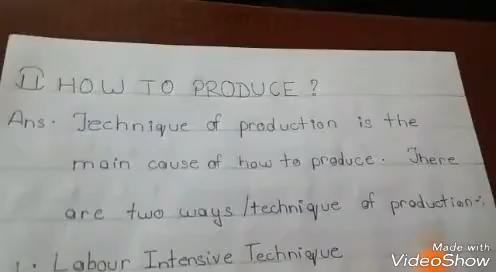 II HOW TO PRODUCE ?
Ans. Technique of production is the
main cause of how to produce. There
are two ways/technique of production:-
1. Labour Intensive Technique
Made with
VideoShow